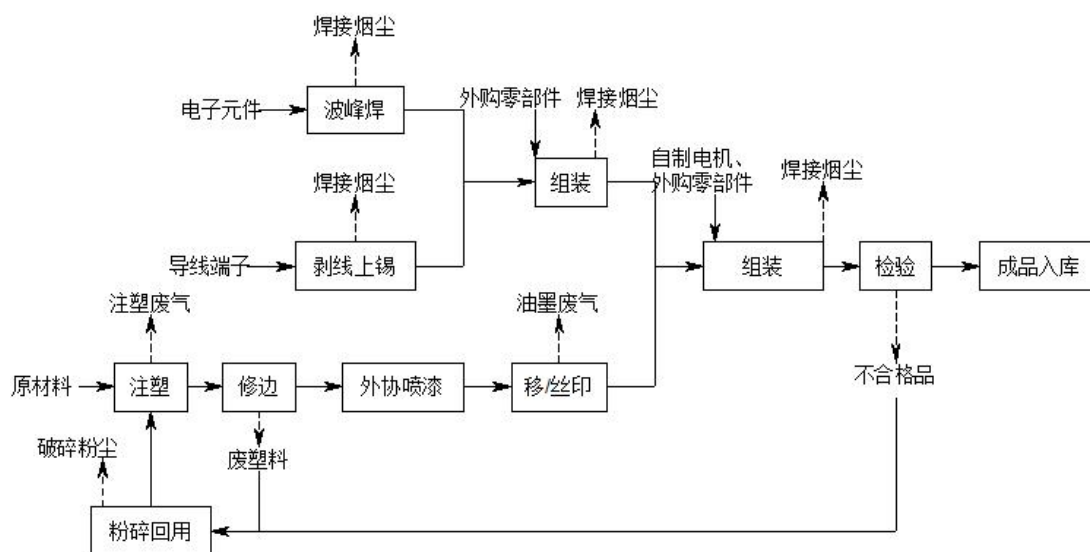 焊接烟尘
电子元件
波峰焊
外购零部件
焊接烟尘
焊接烟尘
组装
自制电机、
外购零部件
焊接烟尘
导线端子
剥线上锡
组装
检验
成品入库
注塑废气
油墨废气
原材料
注塑
修边
外协喷漆
移/丝印
不合格品
破碎粉尘
废塑料
粉碎回用